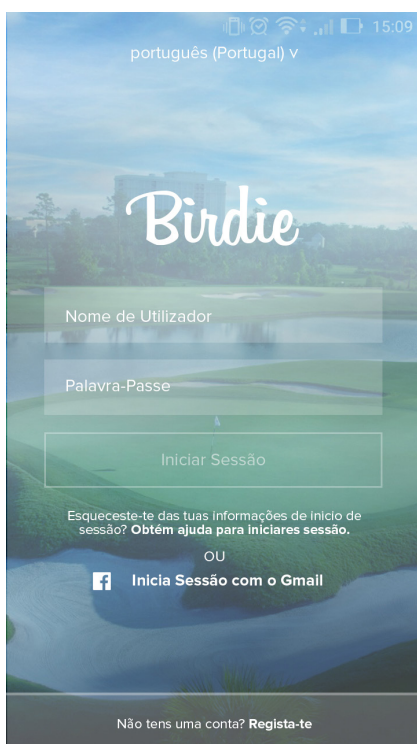 15:09
português (Portugal) v
Birdie
Nome de Utilizador
Palavra-Passe
Iniciar Sessão
Esqueceste-te das tuas informações de inicio de
sessão? Obtém ajuda para iniciares sessão.
OU
Inicia Sessão com o Gmail
Não tens uma conta? Regista-te